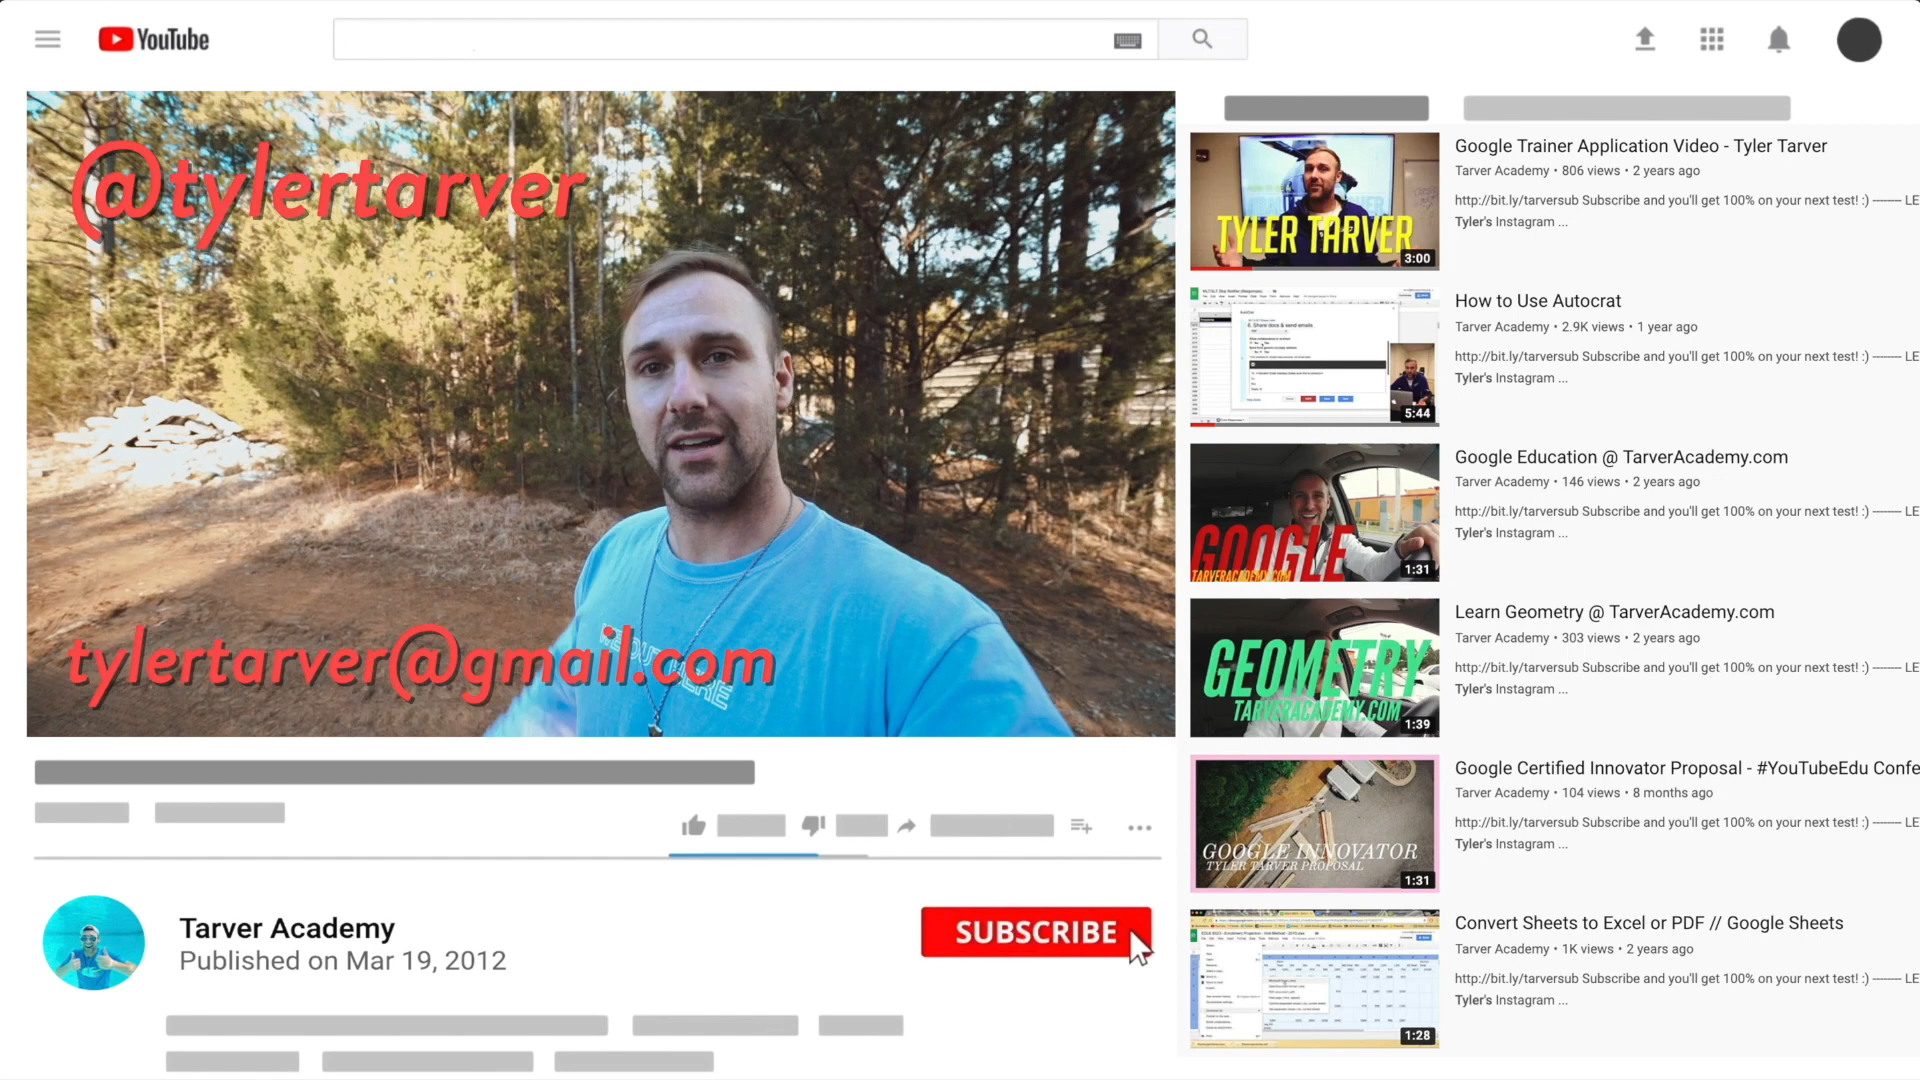 YouTube
@tylertarver
tylertarver@gmail.com
Tarver Academy
Published on Mar 19, 2012
SUBSCRIBE
TYLER TARVER
3:00
Google Trainer Application Video - Tyler Tarver
Tarver Academy • 806 views • 2 years ago
http://bit.ly/tarversub Subscribe and you'll get 100% on your next test! :) -------- LE
Tyler's Instagram ...
6. Share docs & send emails
5:44
How to Use Autocrat
Tarver Academy • 2.9K views • 1 year ago
http://bit.ly/tarversub Subscribe and you'll get 100% on your next test! :) -------- LE
Tyler's Instagram ...
GOOGLE
TARVERACADEMY.COM
1:31
Google Education @ TarverAcademy.com
Tarver Academy • 146 views • 2 years ago
http://bit.ly/tarversub Subscribe and you'll get 100% on your next test! :) -------- LE
Tyler's Instagram ...
GEOMETRY
TARVERACADEMY.COM
1:39
Learn Geometry @ TarverAcademy.com
Tarver Academy • 303 views • 2 years ago
http://bit.ly/tarversub Subscribe and you'll get 100% on your next test! :) -------- LE
Tyler's Instagram ...
GOOGLE INNOVATOR
TYLER TARVER PROPOSAL
1:31
Google Certified Innovator Proposal - #YouTubeEdu Confe
Tarver Academy • 104 views • 8 months ago
http://bit.ly/tarversub Subscribe and you'll get 100% on your next test! :) -------- LE
Tyler's Instagram ...
1:28
Convert Sheets to Excel or PDF // Google Sheets
Tarver Academy • 1K views • 2 years ago
http://bit.ly/tarversub Subscribe and you'll get 100% on your next test! :) -------- LE
Tyler's Instagram ...